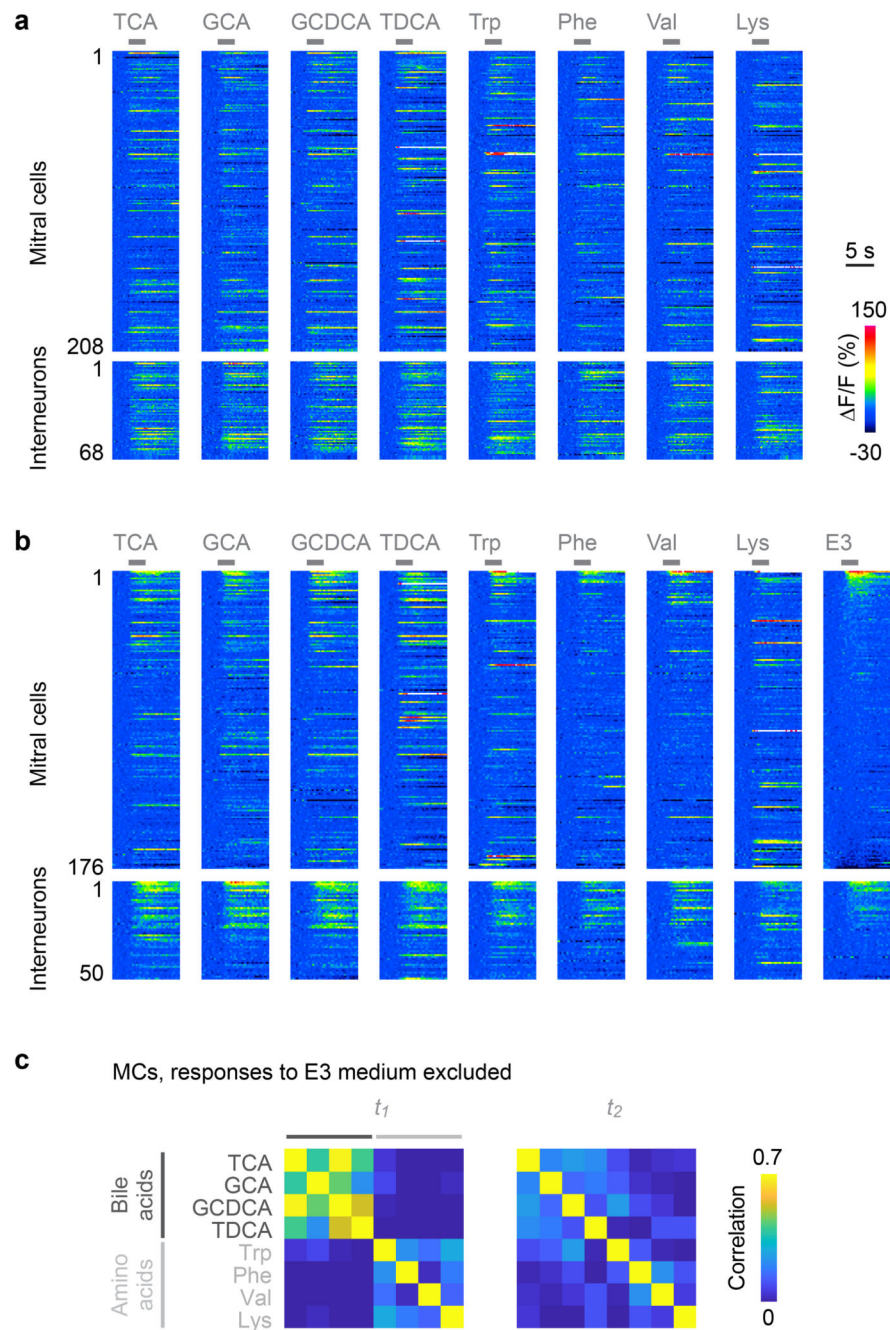 a
TCA GCA GCDCA TDCA Trp Phe Val Lys
1
Mitral cells
208
1
Interneurons
68
5 s
150
ΔF/F (%)
-30
b
TCA GCA GCDCA TDCA Trp Phe Val Lys E3
1
Mitral cells
176
1
Interneurons
50
c
MCs, responses to E3 medium excluded
t1 t2
Bile acids
TCA
GCA
GCDCA
TDCA
Amino acids
Trp
Phe
Val
Lys
0.7
Correlation
0